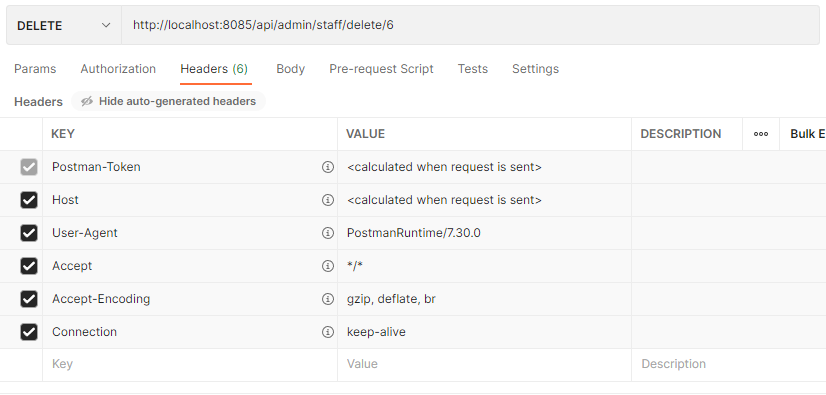 DELETE http://localhost:8085/api/admin/staff/delete/6
Params Authorization Headers (6) Body Pre-request Script Tests Settings
Headers Hide auto-generated headers
KEY VALUE DESCRIPTION ooo Bulk E
Postman-Token <calculated when request is sent>
Host <calculated when request is sent>
User-Agent PostmanRuntime/7.30.0
Accept */*
Accept-Encoding gzip, deflate, br
Connection keep-alive
Key Value Description